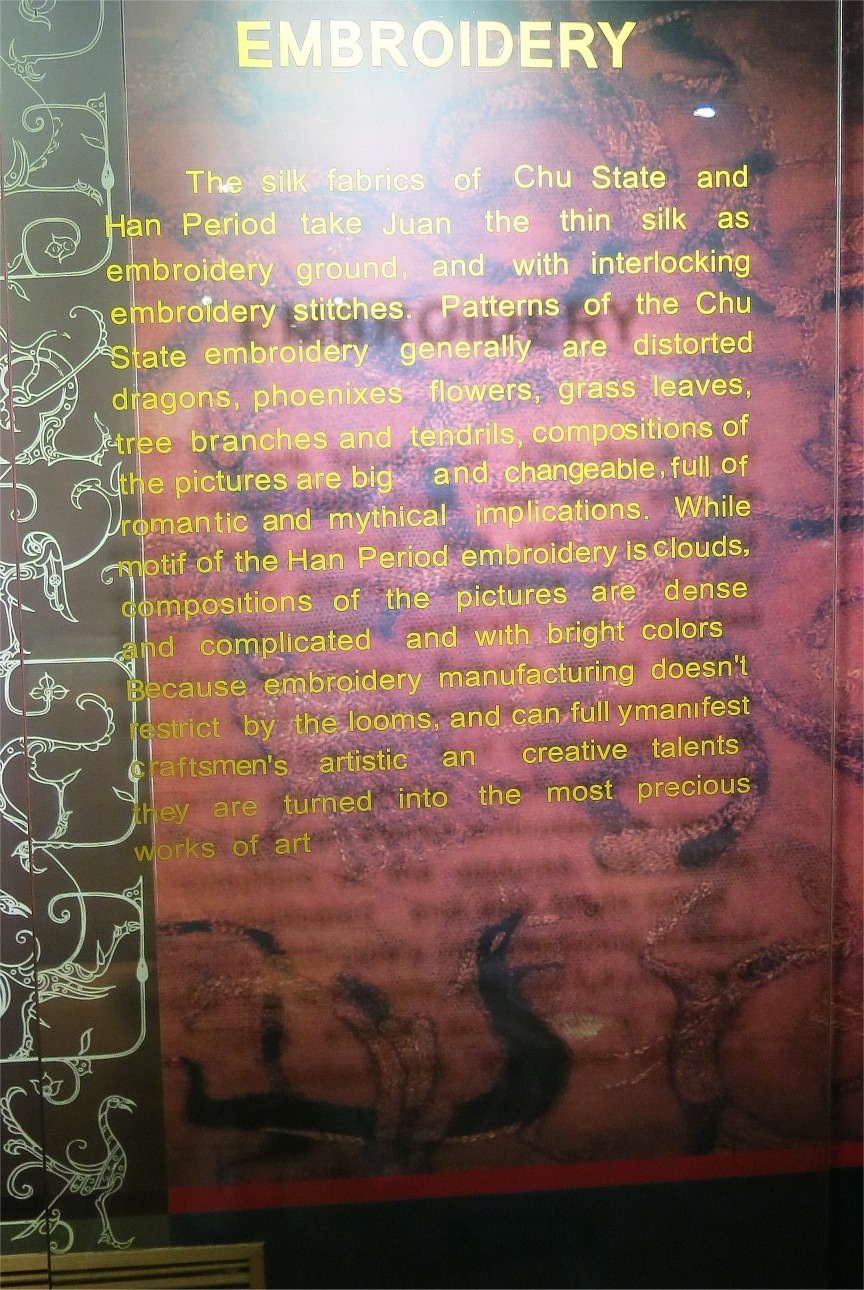 EMBROIDERY
The silk fabrics of Chu State and
Han Period take Juan the thin silk as
embroidery ground, and with interlocking
embroidery stitches. Patterns of the Chu
State embroidery generally are distorted
dragons, phoenixes flowers, grass leaves,
tree branches and tendrils, compositions of
the pictures are big and changeable, full of
romantic and mythical implications. While
motif of the Han Period embroidery is clouds,
compositions of the pictures are dense
and complicated and with bright colors
Because embroidery manufacturing doesn't
restrict by the looms, and can full ymanifest
craftsmen's artistic an creative talents
they are turned into the most precious
works of art